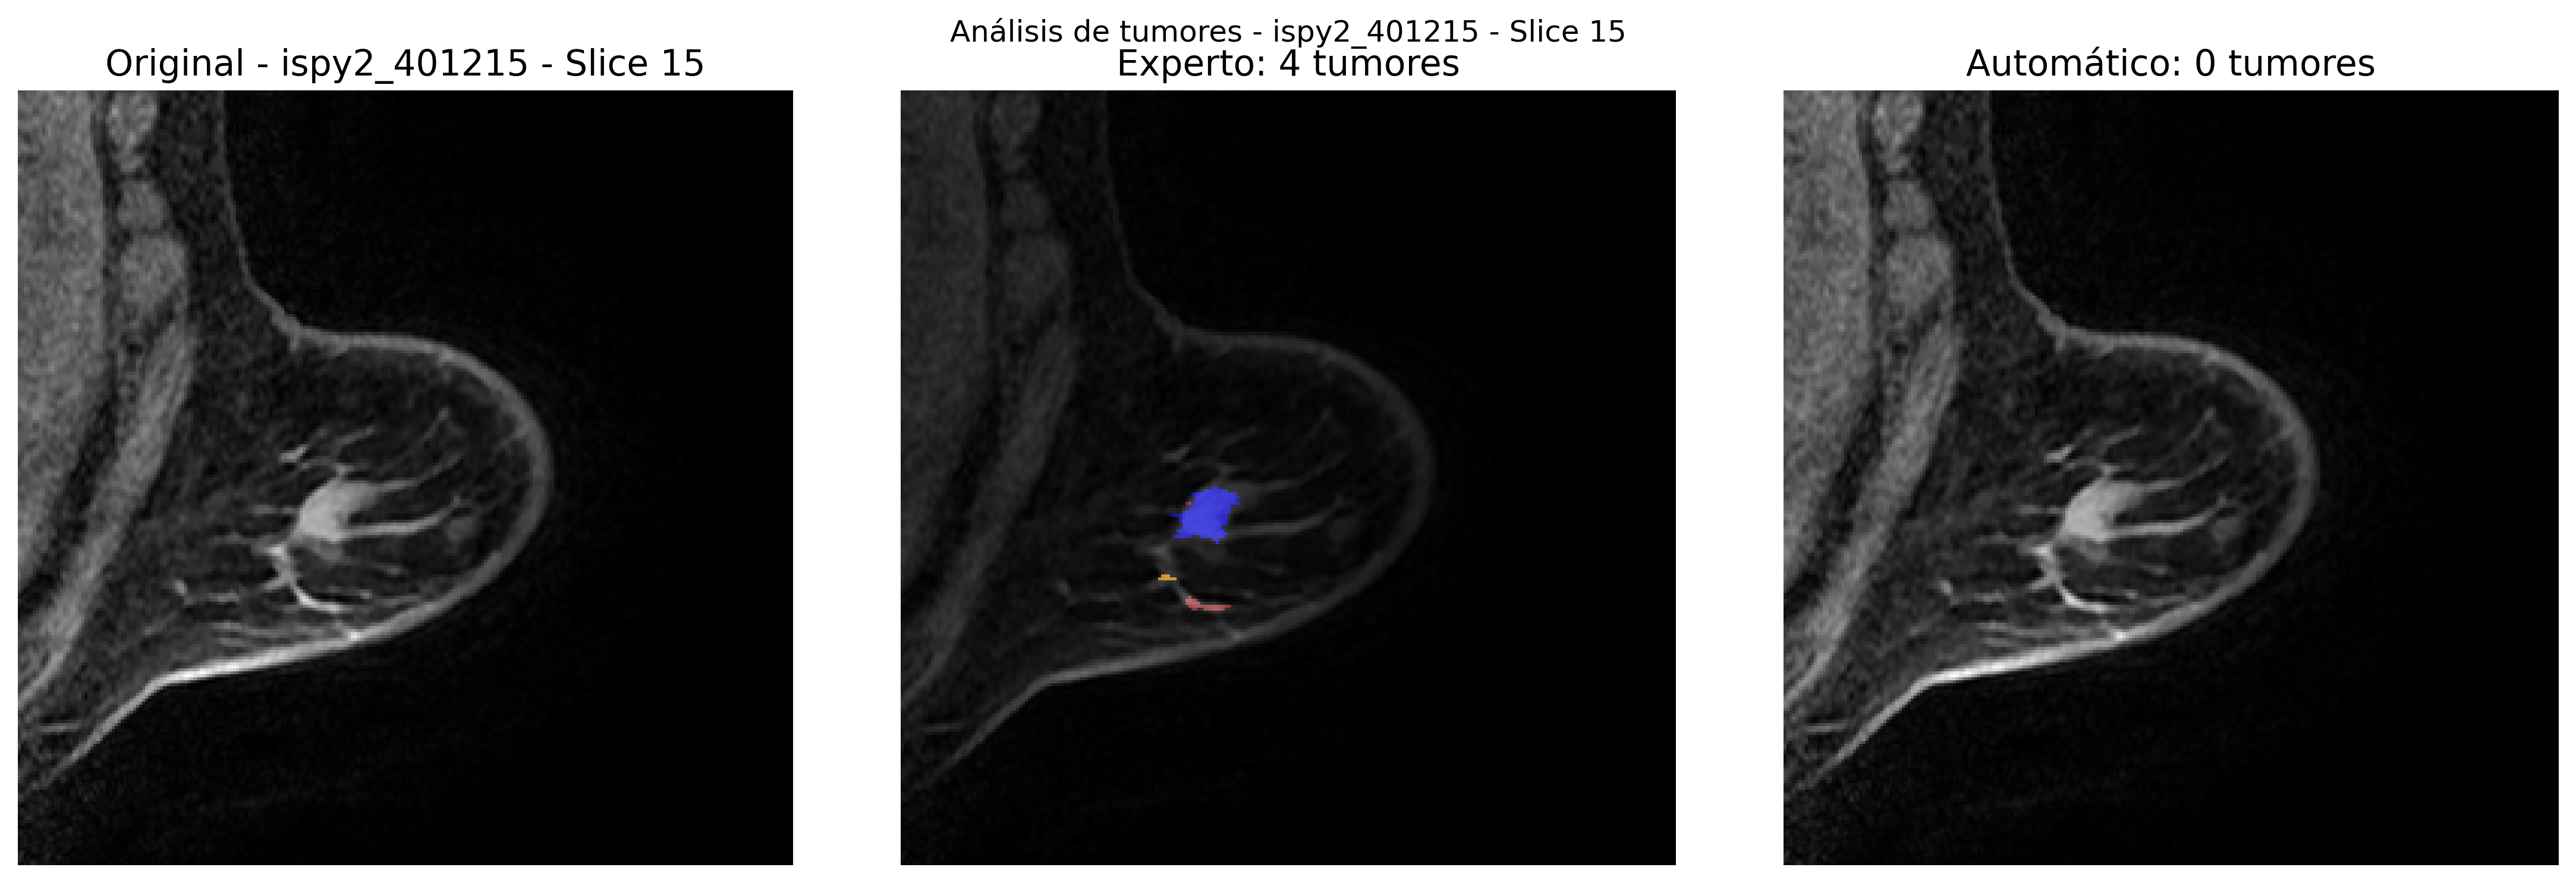 Análisis de tumores - ispy2_401215 - Slice 15
Original - ispy2_401215 - Slice 15
Experto: 4 tumores
Automático: 0 tumores